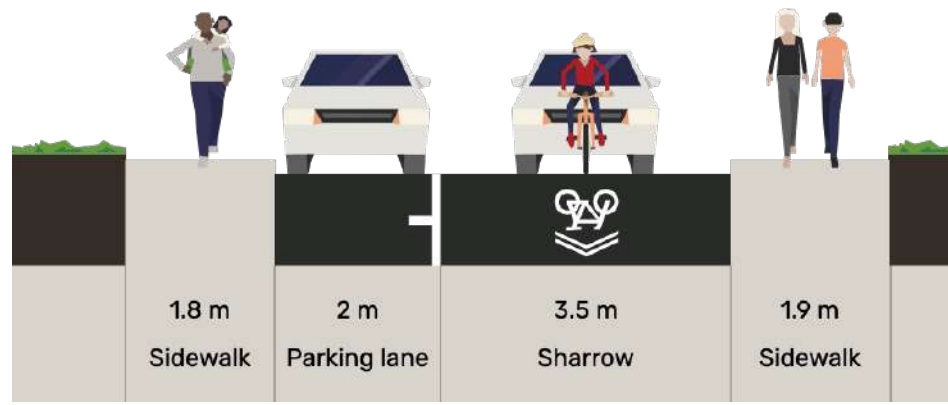 1.8 m
Sidewalk
2 m
Parking lane
3.5 m
Sharrow
1.9 m
Sidewalk